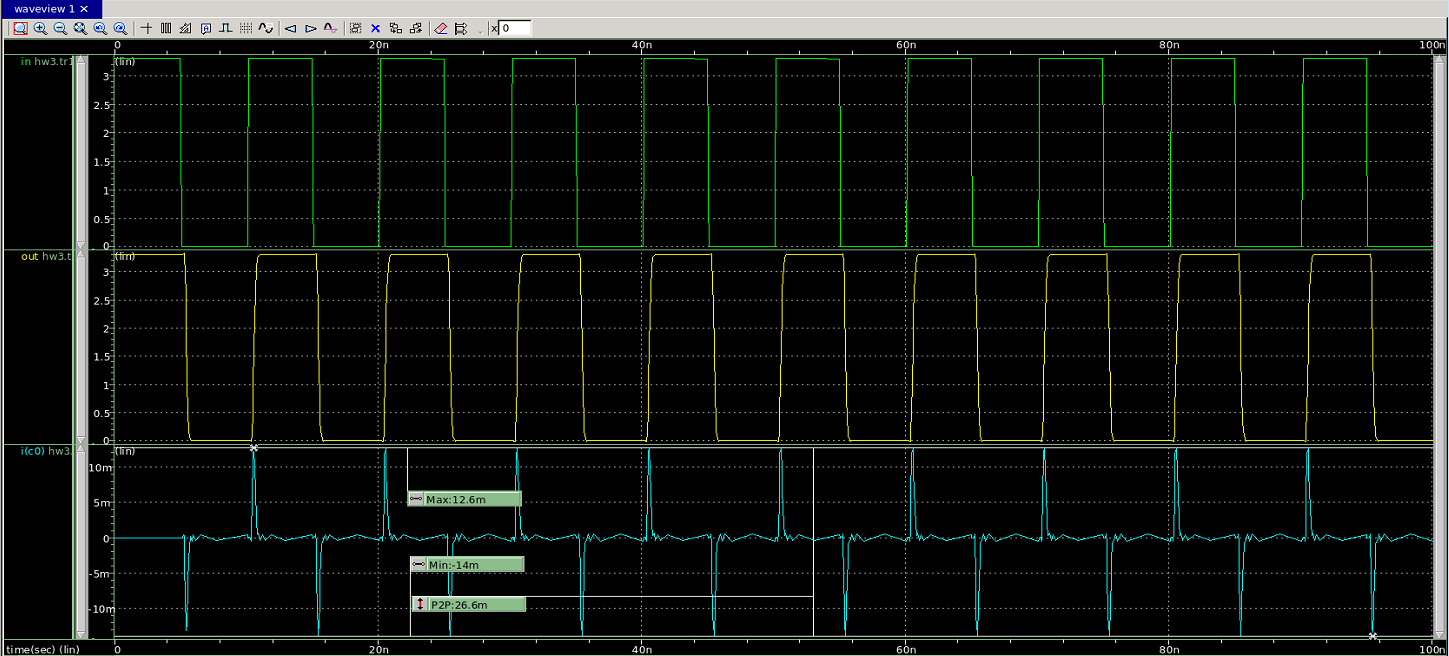 waveview 1 ×
x 0
0 20n 40n 60n 80n 100n
in hw3.tr1
(lin)
3
2.5
2
1.5
1
0.5
0
out hw3.t
(lin)
3
2.5
2
1.5
1
0.5
0
i(c0) hw3.
(lin)
10m
5m
0
-5m
-10m
Max:12.6m
Min:-14m
P2P:26.6m
time(sec) (lin) 0 20n 40n 60n 80n 100n